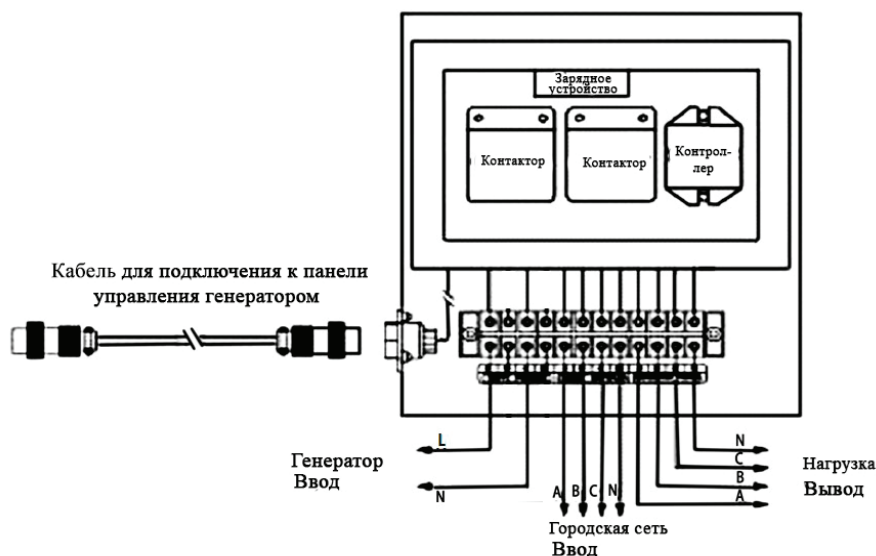 Зарядное
устройство
Контактор
Контактор
Контрол-
лер
Кабель для подключения к панели
управления генератором
L
N
Генератор
Ввод
A B C N
Городская сеть
Ввод
N
C
B
A
Нагрузка
Вывод